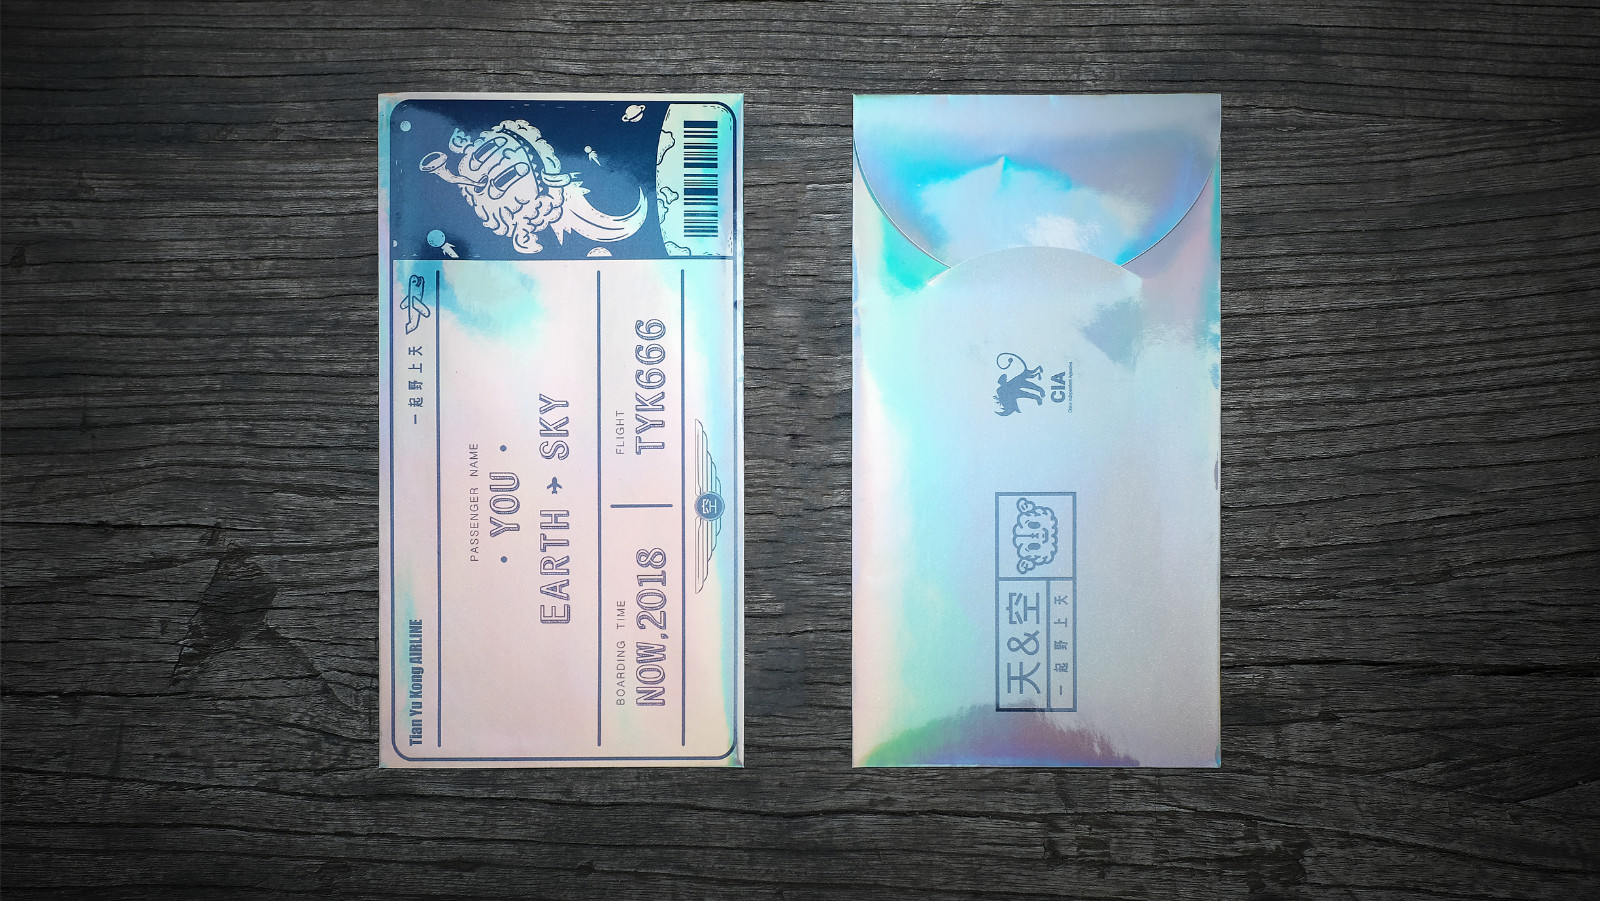 Tian Yu Kong AIRLINE
一起野上天
PASSENGER NAME
• YOU •
EARTH SKY
BOARDING TIME
NOW,2018
FLIGHT
TYK666
空
天&空
一起野上天
CIA